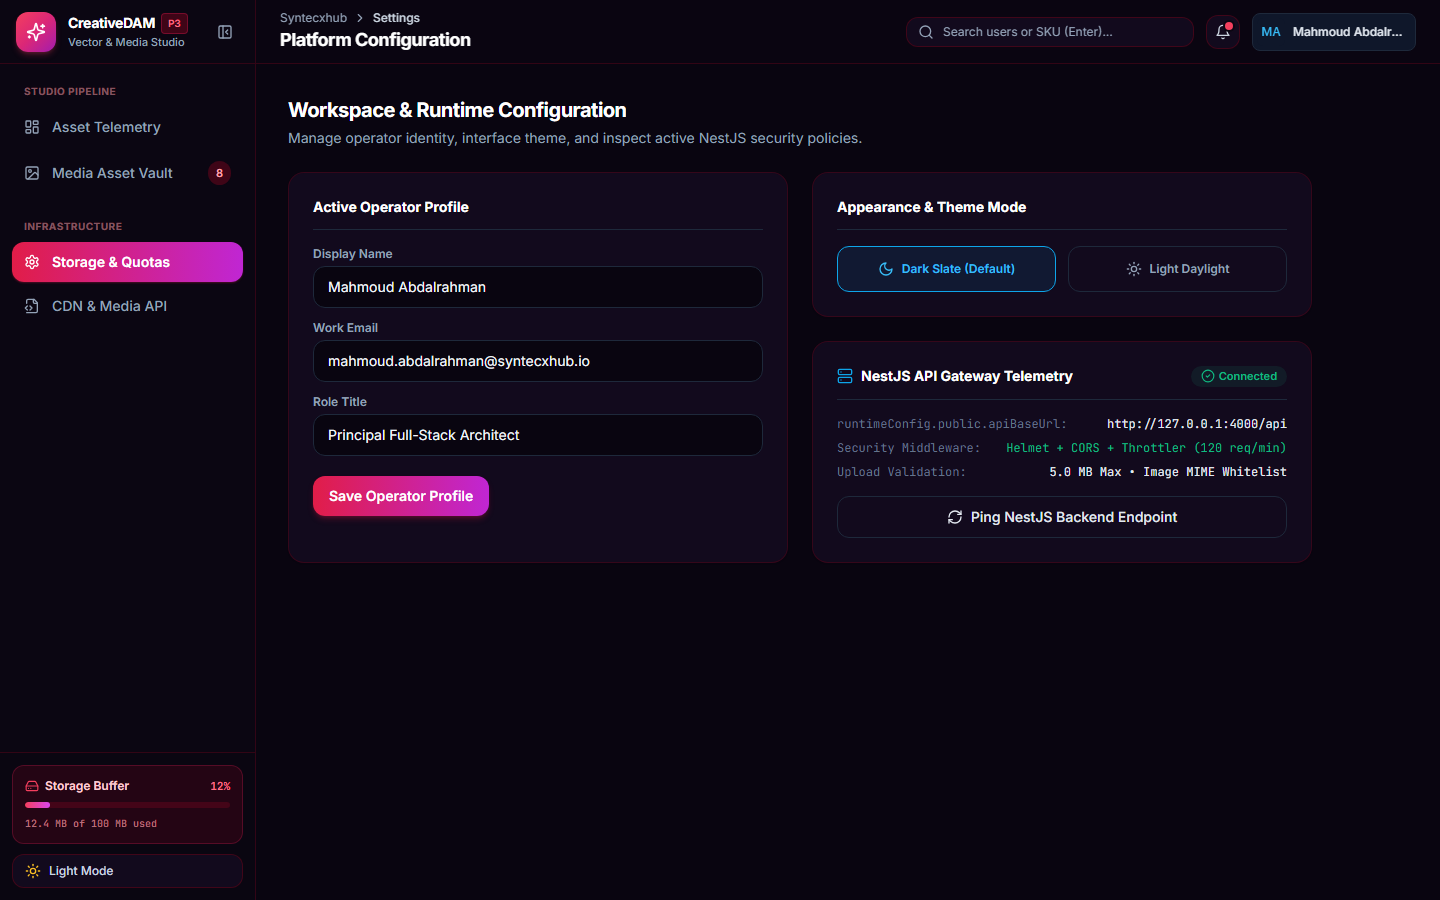 CreativeDAM P3
Vector & Media Studio
STUDIO PIPELINE
Asset Telemetry
Media Asset Vault 8
INFRASTRUCTURE
Storage & Quotas
CDN & Media API
Storage Buffer 12%
12.4 MB of 100 MB used
Light Mode
Syntecxhub > Settings
Platform Configuration
Search users or SKU (Enter)...
MA Mahmoud Abdalr...
Workspace & Runtime Configuration
Manage operator identity, interface theme, and inspect active NestJS security policies.
Active Operator Profile
Display Name
Mahmoud Abdalrahman
Work Email
mahmoud.abdalrahman@syntecxhub.io
Role Title
Principal Full-Stack Architect
Save Operator Profile
Appearance & Theme Mode
Dark Slate (Default)
Light Daylight
NestJS API Gateway Telemetry Connected
runtimeConfig.public.apiBaseUrl: http://127.0.0.1:4000/api
Security Middleware: Helmet + CORS + Throttler (120 req/min)
Upload Validation: 5.0 MB Max • Image MIME Whitelist
Ping NestJS Backend Endpoint